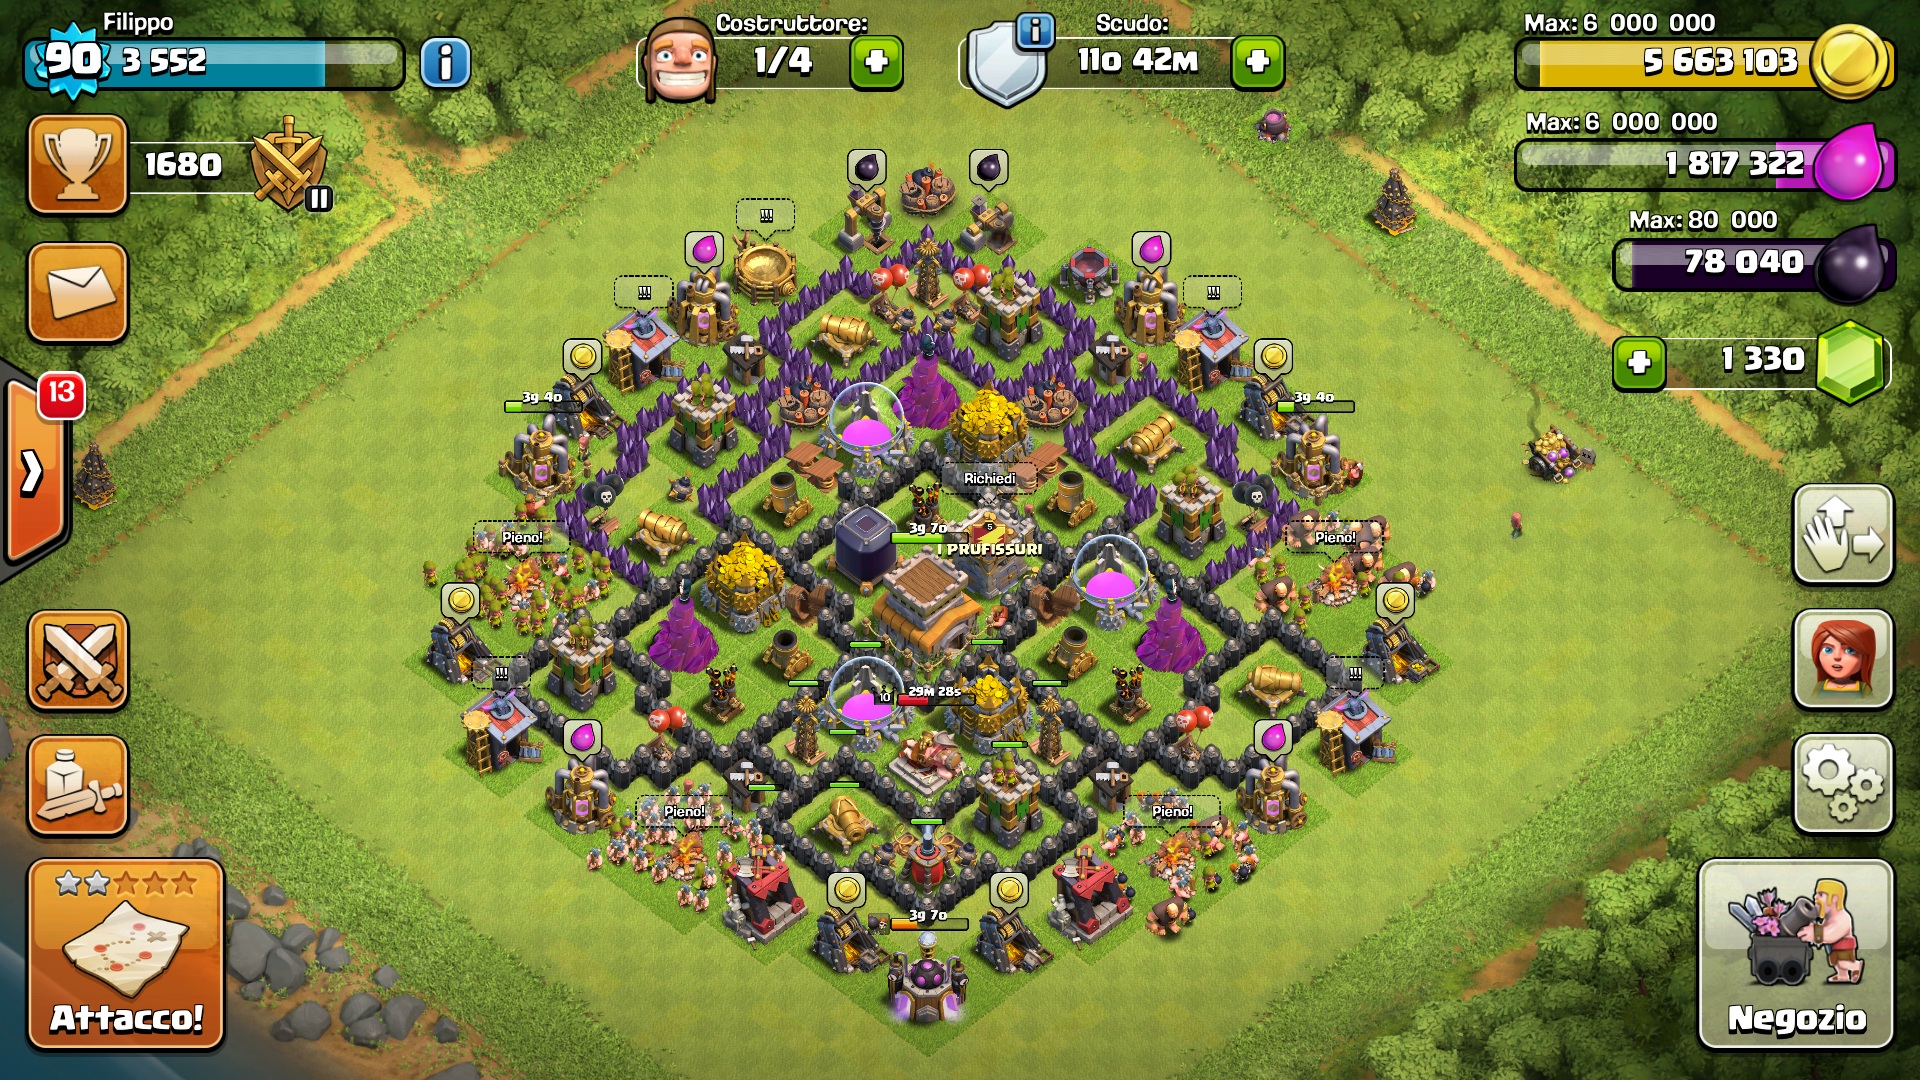 Filippo
90
3 552
Costruttore:
1/4
Scudo:
11o 42m
Max: 6 000 000
5 663 103
Max: 6 000 000
1 817 322
Max: 80 000
78 040
1 330
1680
13
!!!
!!!
!!!
3g 4o
3g 4o
Richiedi
5
3g 7o
I PRUFISSURI
Pieno!
Pieno!
!!!
!!!
10
29m 28s
Pieno!
Pieno!
3g 7o
Attacco!
Negozio